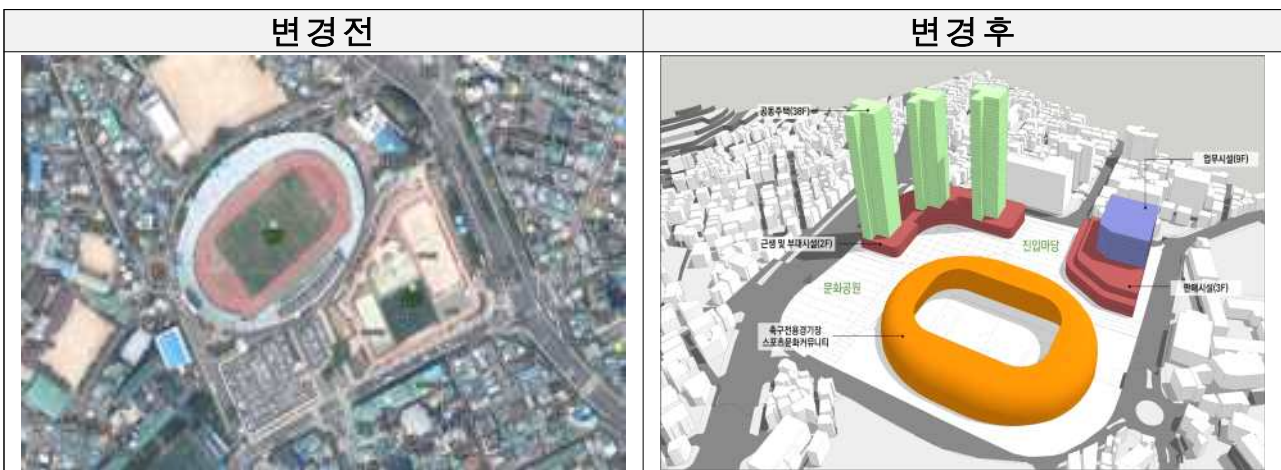 변경전
변경후
공동주택(38F)
업무시설(9F)
근생 및 부대시설(2F)
진입마당
문화공원
판매시설(3F)
축구전용경기장
스포츠문화커뮤니티